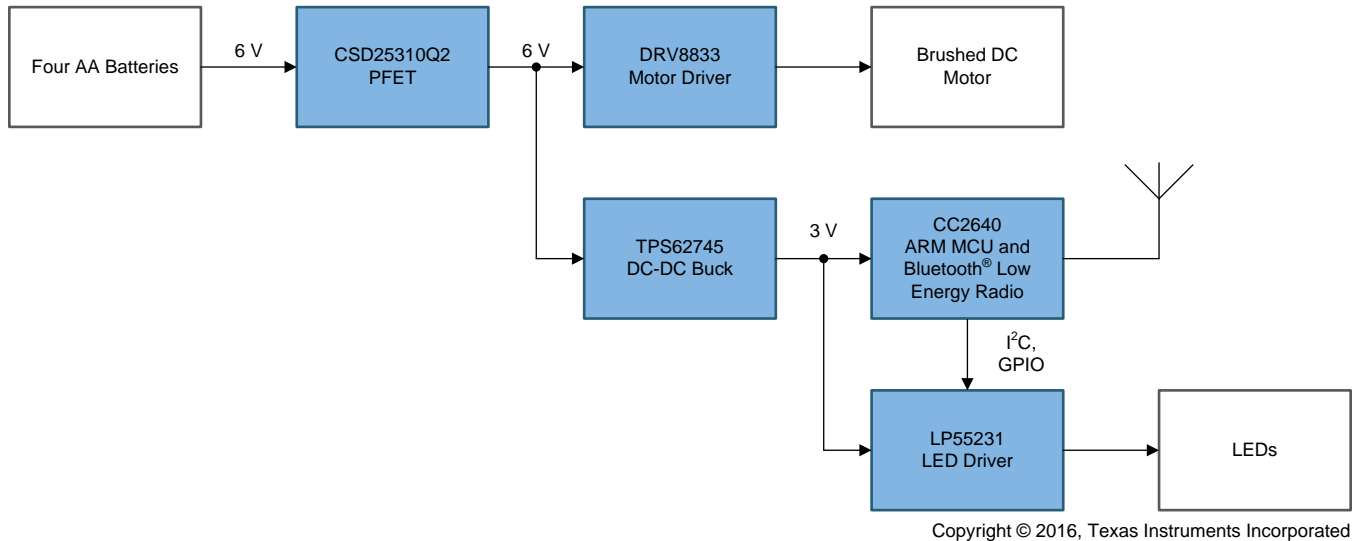 Four AA Batteries
6 V
CSD25310Q2
PFET
6 V
DRV8833
Motor Driver
Brushed DC
Motor
TPS62745
DC-DC Buck
3 V
CC2640
ARM MCU and
Bluetooth® Low
Energy Radio
I²C,
GPIO
LP55231
LED Driver
LEDs
Copyright © 2016, Texas Instruments Incorporated